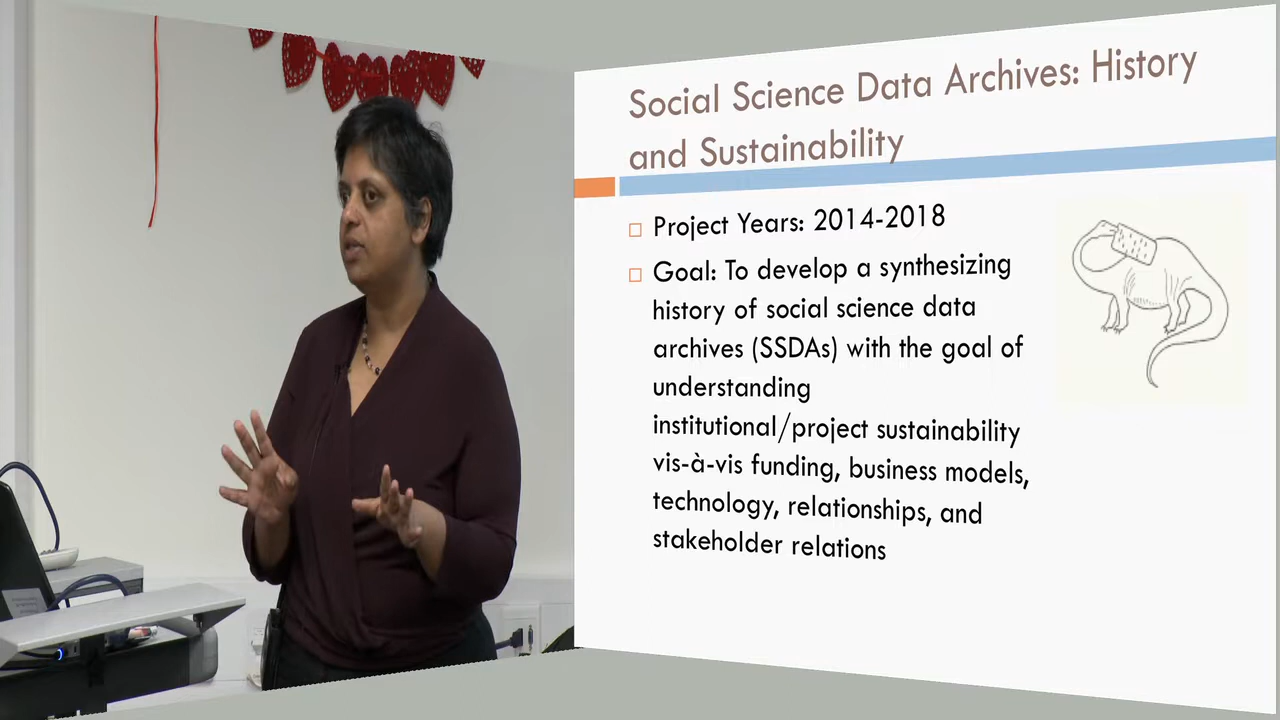 Social Science Data Archives: History
and Sustainability
Project Years: 2014-2018
Goal: To develop a synthesizing
history of social science data
archives (SSDAs) with the goal of
understanding
institutional/project sustainability
vis-à-vis funding, business models,
technology, relationships, and
stakeholder relations